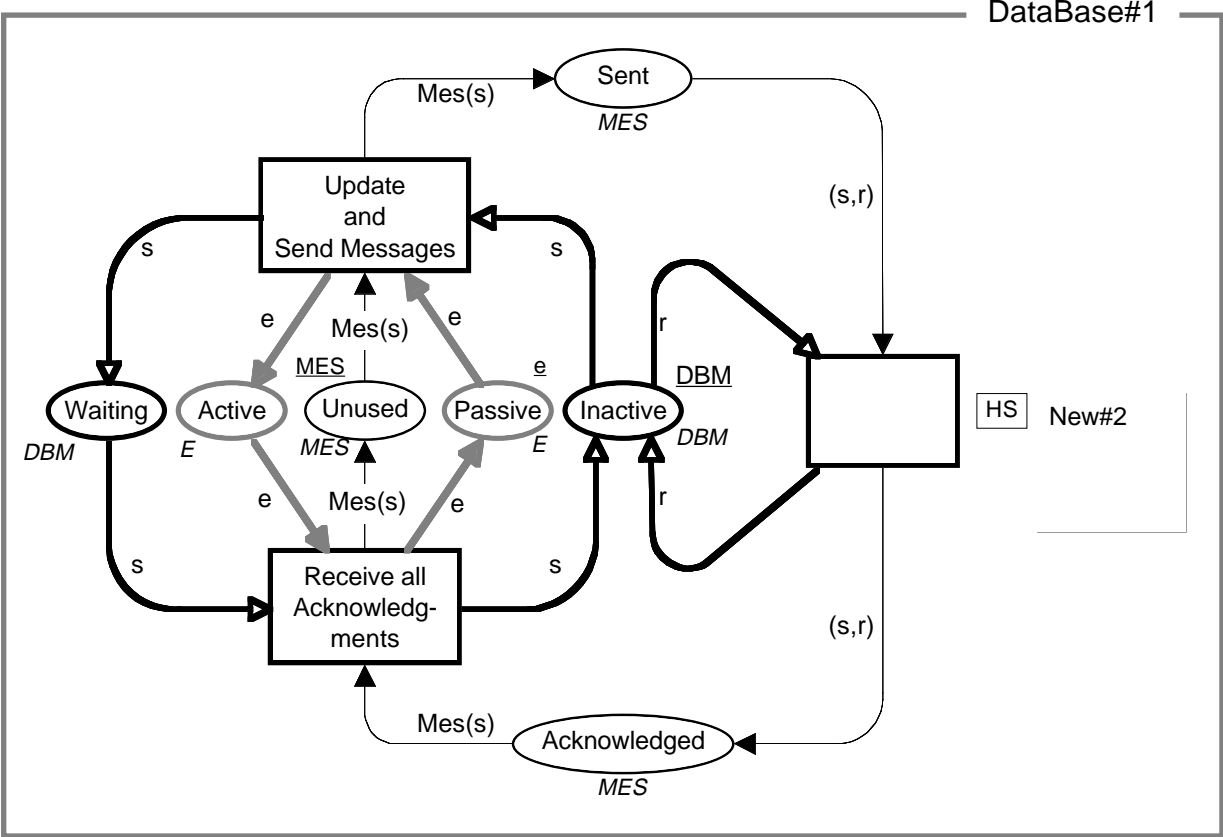 DataBase#1
Sent
Mes(s)
MES
(s,r)
Update
and
Send Messages
s
s
e
Mes(s)
e
r
MES
e
DBM
Waiting
Active
Unused
Passive
Inactive
HS
New#2
DBM
E
MES
E
DBM
e
Mes(s)
e
r
s
s
Receive all
Acknowledg-
ments
(s,r)
Mes(s)
Acknowledged
MES